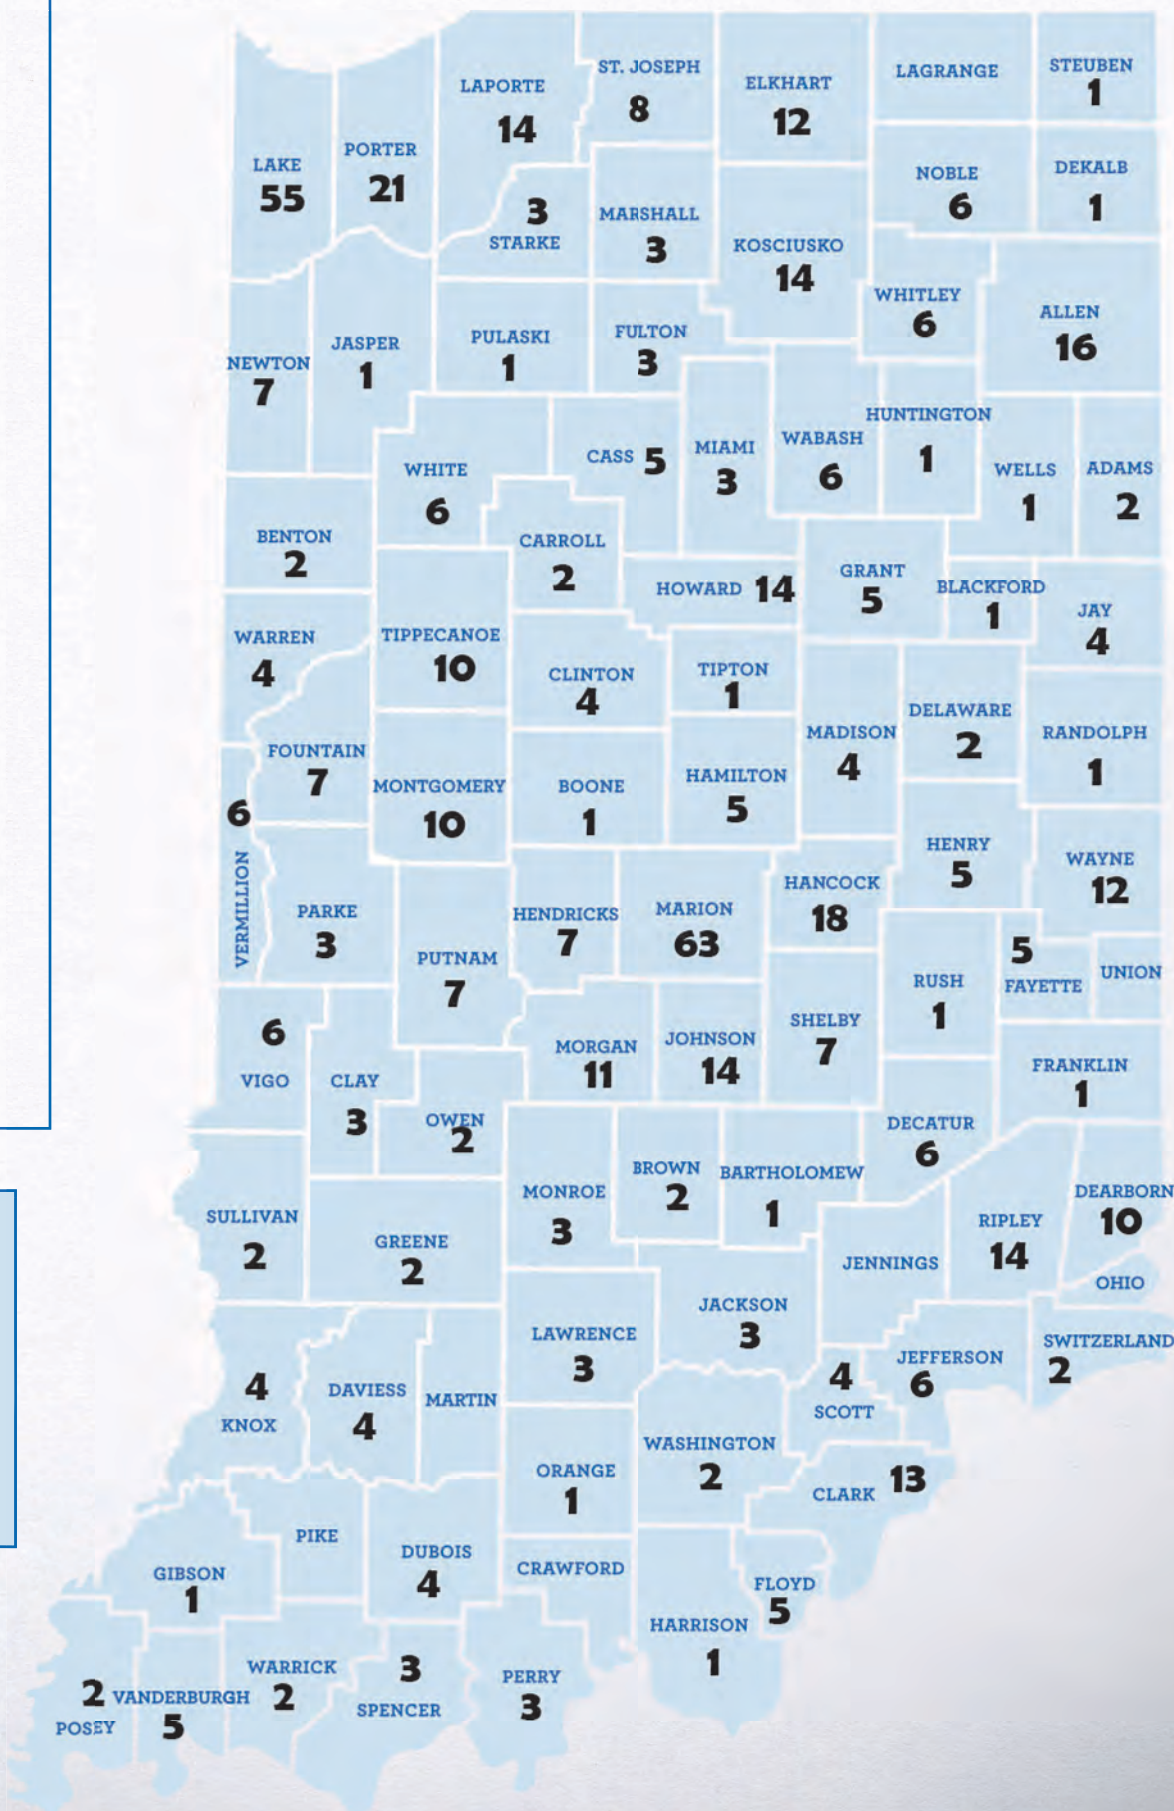 LAKE
55
PORTER
21
LAPORTE
14
ST. JOSEPH
8
ELKHART
12
LAGRANGE
STEUBEN
1
3
STARKE
MARSHALL
3
KOSCIUSKO
14
NOBLE
6
DEKALB
1
NEWTON
7
JASPER
1
PULASKI
1
FULTON
3
WHITLEY
6
ALLEN
16
WHITE
6
CASS 5
MIAMI
3
WABASH
6
HUNTINGTON
1
WELLS
1
ADAMS
2
BENTON
2
CARROLL
2
HOWARD 14
GRANT
5
BLACKFORD
1
JAY
4
WARREN
4
TIPPECANOE
10
CLINTON
4
TIPTON
1
MADISON
4
DELAWARE
2
RANDOLPH
1
FOUNTAIN
7
MONTGOMERY
10
BOONE
1
HAMILTON
5
6
VERMILLION
PARKE
3
PUTNAM
7
HENDRICKS
7
MARION
63
HANCOCK
18
HENRY
5
WAYNE
12
RUSH
1
5
FAYETTE
UNION
6
VIGO
CLAY
3
OWEN
2
MORGAN
11
JOHNSON
14
SHELBY
7
FRANKLIN
1
DECATUR
6
SULLIVAN
2
GREENE
2
MONROE
3
BROWN
2
BARTHOLOMEW
1
JENNINGS
RIPLEY
14
DEARBORN
10
OHIO
4
KNOX
DAVIESS
4
MARTIN
LAWRENCE
3
JACKSON
3
4
SCOTT
JEFFERSON
6
SWITZERLAND
2
ORANGE
1
WASHINGTON
2
CLARK 13
GIBSON
1
PIKE
DUBOIS
4
CRAWFORD
HARRISON
1
FLOYD
5
2
POSEY
VANDERBURGH
5
WARRICK
2
3
SPENCER
PERRY
3